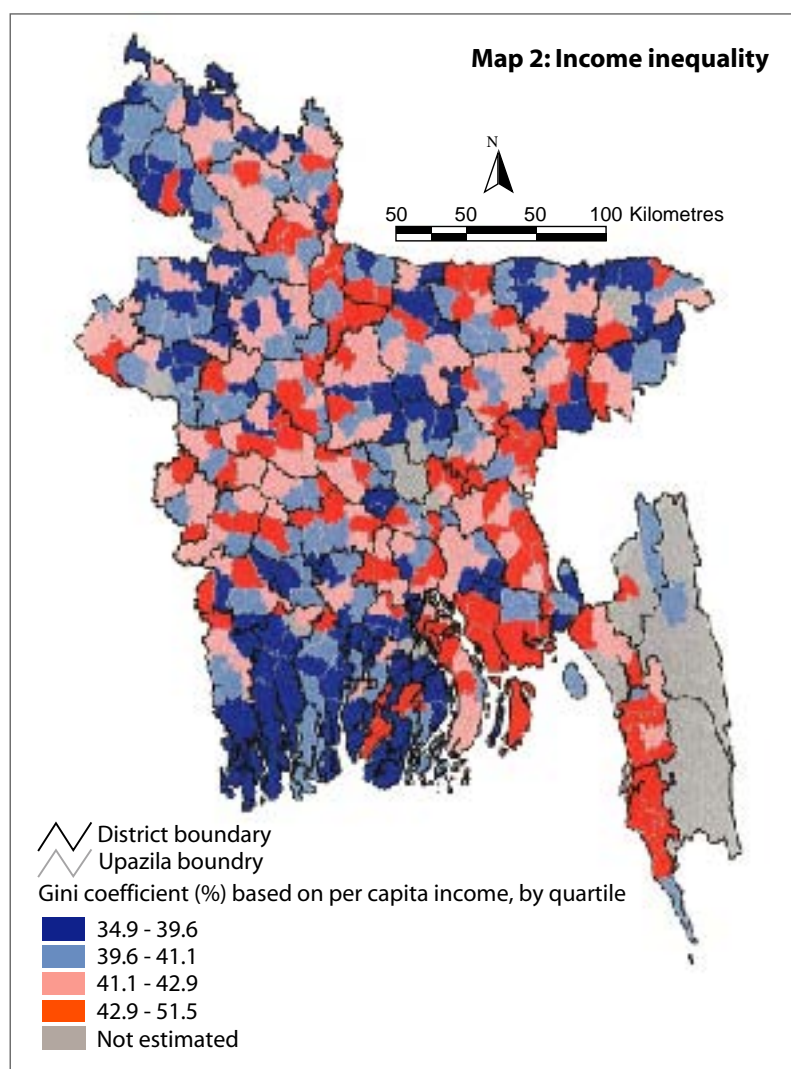 Map 2: Income inequality
N
50 50 50 100 Kilometres
District boundary
Upazila boundry
Gini coefficient (%) based on per capita income, by quartile
34.9 - 39.6
39.6 - 41.1
41.1 - 42.9
42.9 - 51.5
Not estimated